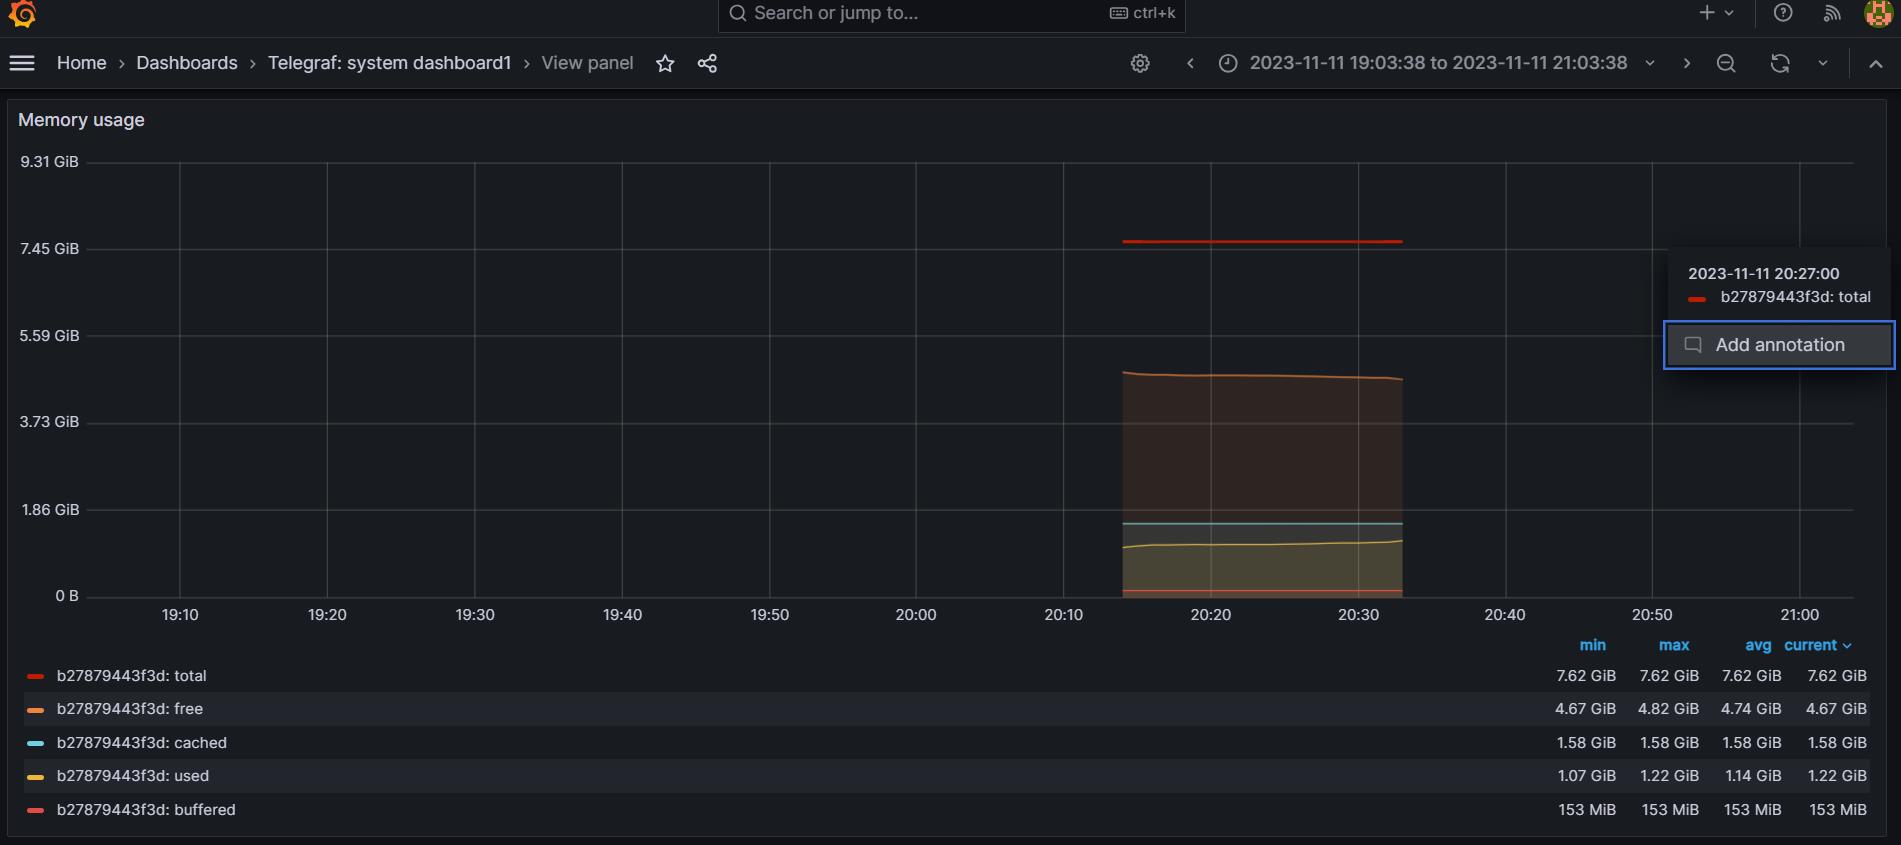 Search or jump to... ctrl+k
Home › Dashboards › Telegraf: system dashboard1 › View panel 2023-11-11 19:03:38 to 2023-11-11 21:03:38
Memory usage
9.31 GiB
7.45 GiB
5.59 GiB
3.73 GiB
1.86 GiB
0 B
2023-11-11 20:27:00
b27879443f3d: total
Add annotation
19:10 19:20 19:30 19:40 19:50 20:00 20:10 20:20 20:30 20:40 20:50 21:00
min max avg current
b27879443f3d: total 7.62 GiB 7.62 GiB 7.62 GiB 7.62 GiB
b27879443f3d: free 4.67 GiB 4.82 GiB 4.74 GiB 4.67 GiB
b27879443f3d: cached 1.58 GiB 1.58 GiB 1.58 GiB 1.58 GiB
b27879443f3d: used 1.07 GiB 1.22 GiB 1.14 GiB 1.22 GiB
b27879443f3d: buffered 153 MiB 153 MiB 153 MiB 153 MiB